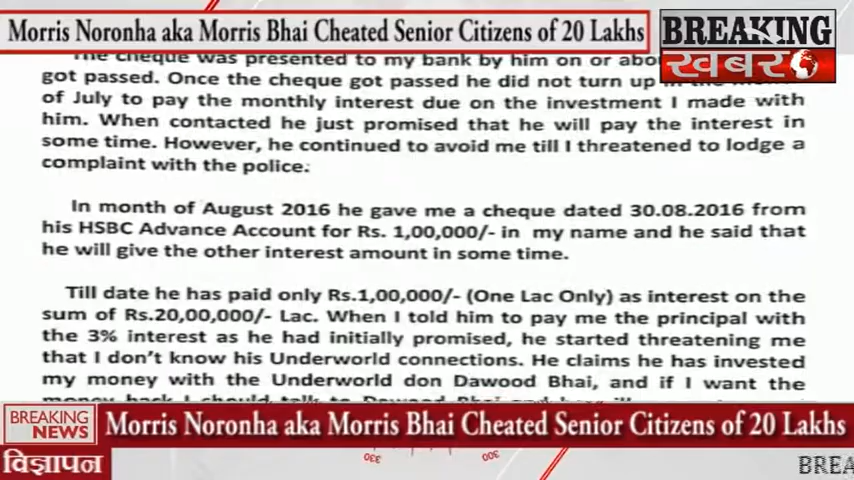 Morris Noronha aka Morris Bhai Cheated Senior Citizens of 20 Lakhs
BREAKING
खबर
The cheque was presented to my bank by him on or
got passed. Once the cheque got passed he did not turn up
of July to pay the monthly interest due on the investment I made with
him. When contacted he just promised that he will pay the interest in
some time. However, he continued to avoid me till I threatened to lodge a
complaint with the police.
In month of August 2016 he gave me a cheque dated 30.08.2016 from
his HSBC Advance Account for Rs. 1,00,000/- in my name and he said that
he will give the other interest amount in some time.
Till date he has paid only Rs.1,00,000/- (One Lac Only) as interest on the
sum of Rs.20,00,000/- Lac. When I told him to pay me the principal with
the 3% interest as he had initially promised, he started threatening me
that I don't know his Underworld connections. He claims he has invested
my money with the Underworld don Dawood Bhai, and if I want the
BREAKING
NEWS
Morris Noronha aka Morris Bhai Cheated Senior Citizens of 20 Lakhs
विज्ञापन
330
300
BREA